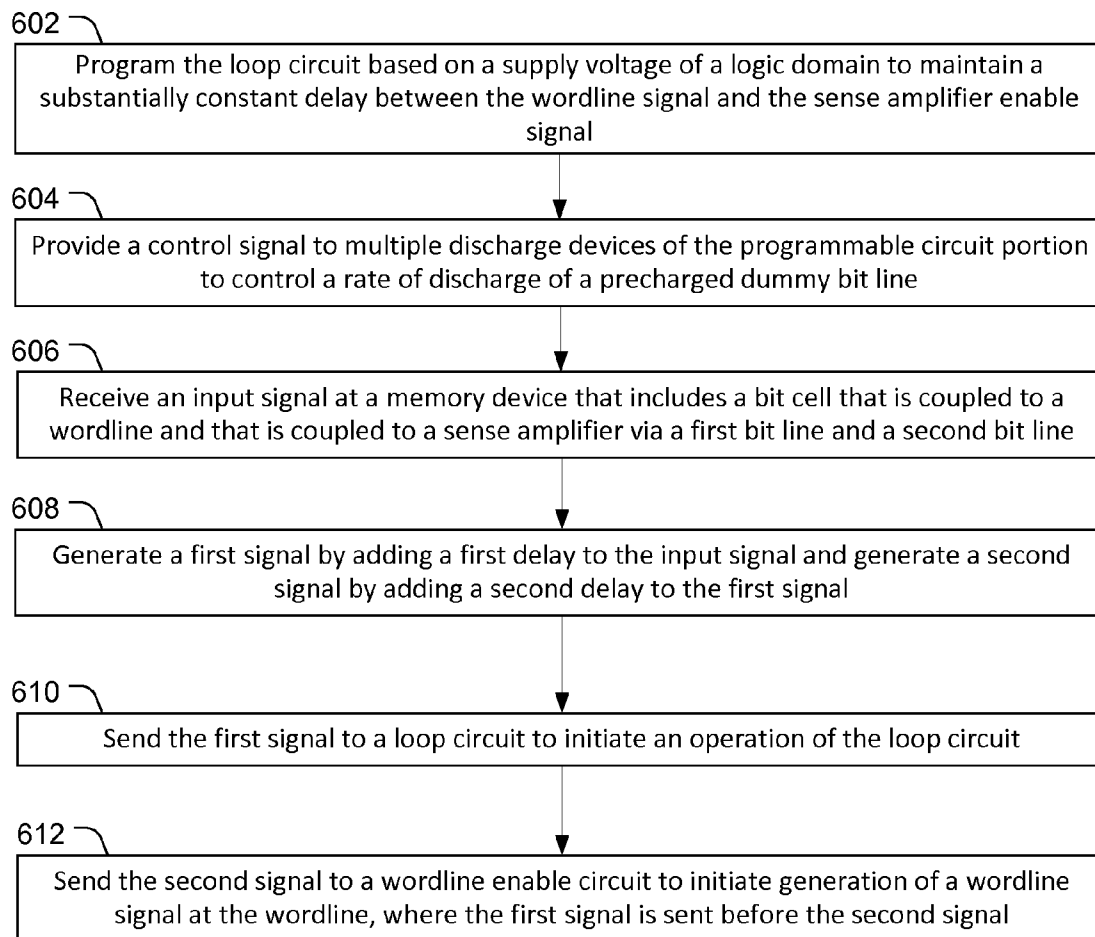 602
Program the loop circuit based on a supply voltage of a logic domain to maintain a
substantially constant delay between the wordline signal and the sense amplifier enable
signal
604
Provide a control signal to multiple discharge devices of the programmable circuit portion
to control a rate of discharge of a precharged dummy bit line
606
Receive an input signal at a memory device that includes a bit cell that is coupled to a
wordline and that is coupled to a sense amplifier via a first bit line and a second bit line
608
Generate a first signal by adding a first delay to the input signal and generate a second
signal by adding a second delay to the first signal
610
Send the first signal to a loop circuit to initiate an operation of the loop circuit
612
Send the second signal to a wordline enable circuit to initiate generation of a wordline
signal at the wordline, where the first signal is sent before the second signal